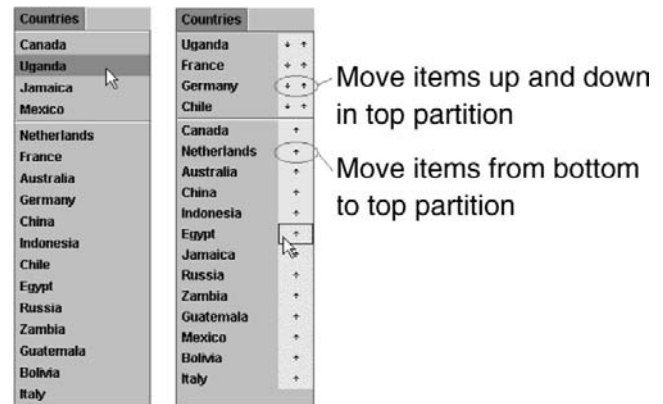 Countries
Canada
Uganda
Jamaica
Mexico
Netherlands
France
Australia
Germany
China
Indonesia
Chile
Egypt
Russia
Zambia
Guatemala
Bolivia
Italy
Countries
Uganda
France
Germany
Chile
Canada
Netherlands
Australia
China
Indonesia
Egypt
Jamaica
Russia
Zambia
Guatemala
Mexico
Bolivia
Italy
Move items up and down
in top partition
Move items from bottom
to top partition